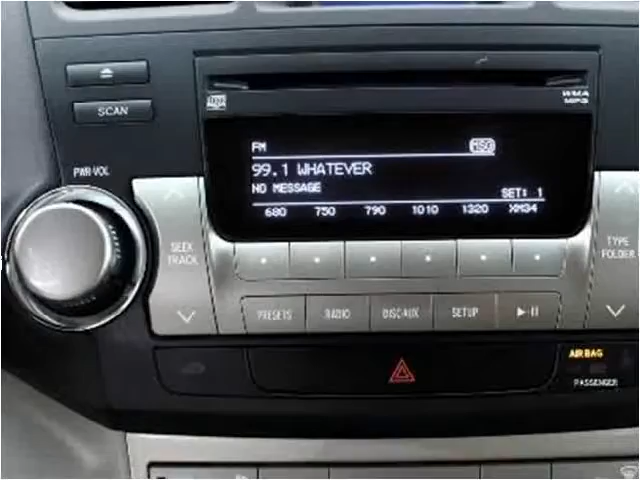 SCAN
WMA
MP3
PWR·VOL
FM
MSG
99.1 WHATEVER
NO MESSAGE
SET: 1
680 750 790 1010 1320 XM34
SEEK
TRACK
TYPE
FOLDER
PRESETS RADIO DISC·AUX SETUP
AIR BAG
PASSENGER